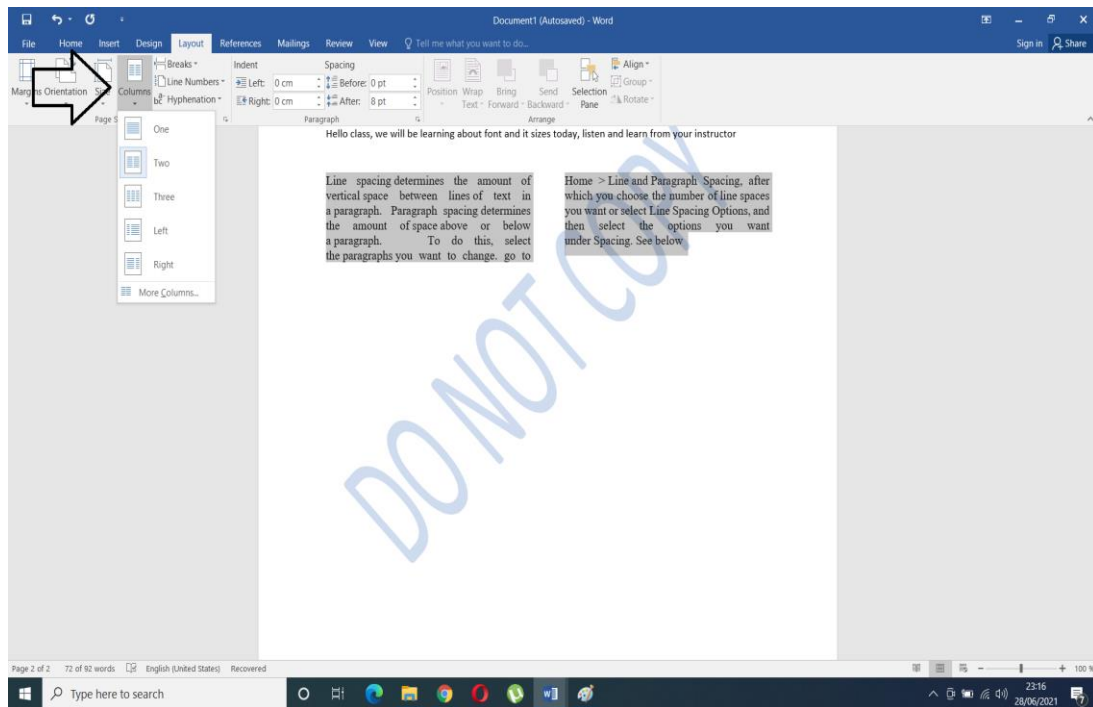 Document1 (Autosaved) - Word
File Home Insert Design Layout References Mailings Review View Tell me what you want to do...
Sign in Share
Margins Orientation Size Columns
Breaks
Line Numbers
Hyphenation
Page S
Indent
Left: 0 cm
Right: 0 cm
Spacing
Before: 0 pt
After: 8 pt
Paragraph
Position Wrap Text Bring Forward Send Backward Selection Pane
Align
Group
Rotate
Arrange
One
Two
Three
Left
Right
More Columns...
Hello class, we will be learning about font and it sizes today, listen and learn from your instructor
Line spacing determines the amount of
vertical space between lines of text in
a paragraph. Paragraph spacing determines
the amount of space above or below
a paragraph. To do this, select
the paragraphs you want to change. go to
Home > Line and Paragraph Spacing, after
which you choose the number of line spaces
you want or select Line Spacing Options, and
then select the options you want
under Spacing. See below
DO NOT COPY
Page 2 of 2 72 of 92 words English (United States) Recovered
100 %
Type here to search
23:16
28/06/2021